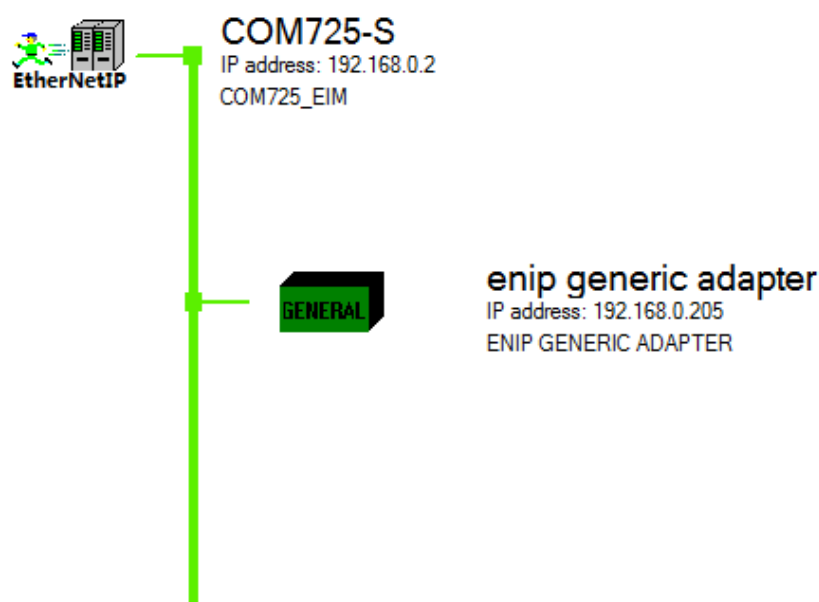 COM725-S
IP address: 192.168.0.2
COM725_EIM
EtherNetIP
GENERAL
enip generic adapter
IP address: 192.168.0.205
ENIP GENERIC ADAPTER